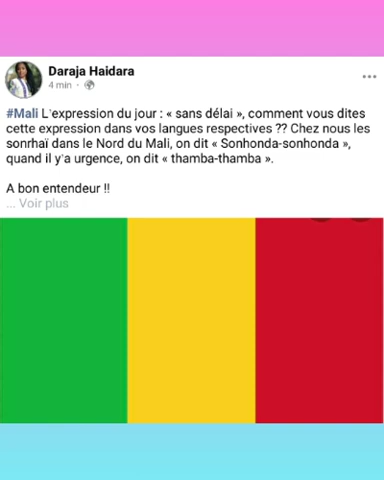 Daraja Haidara
4 min ·
#Mali L'expression du jour : « sans délai », comment vous dites
cette expression dans vos langues respectives ?? Chez nous les
sonrhaï dans le Nord du Mali, on dit « Sonhonda-sonhonda »,
quand il y'a urgence, on dit « thamba-thamba ».
A bon entendeur !!
... Voir plus